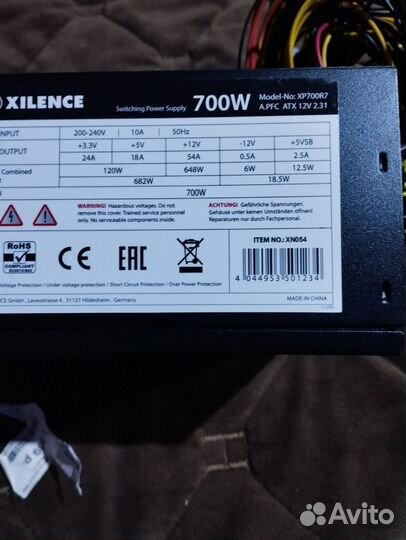 XILENCE
Switching Power Supply 700W Model-No: XP700R7
A.PFC ATX 12V 2.31
INPUT 200-240V 10A 50Hz
OUTPUT +3.3V +5V +12V -12V +5VSB
24A 18A 54A 0.5A 2.5A
Combined 120W 648W 6W 12.5W
682W 18.5W
700W
WARNING! Hazardous voltages. Do not remove this cover. Trained service personnel only. No serviceable components inside.
ACHTUNG! Gefährliche Spannungen. Gehäuse unter keinen Umständen öffnen! Reparaturen nur durch Fachpersonal.
RoHS
COMPLIANT
CE
EAC
ITEM NO.: XN054
4 044953 501234
Voltage Protection / Under voltage Protection / Short Circuit Protection / Over Power Protection
CE GmbH, Lavesstrasse 4, 31137 Hildesheim, Germany
MADE IN CHINA
Avito